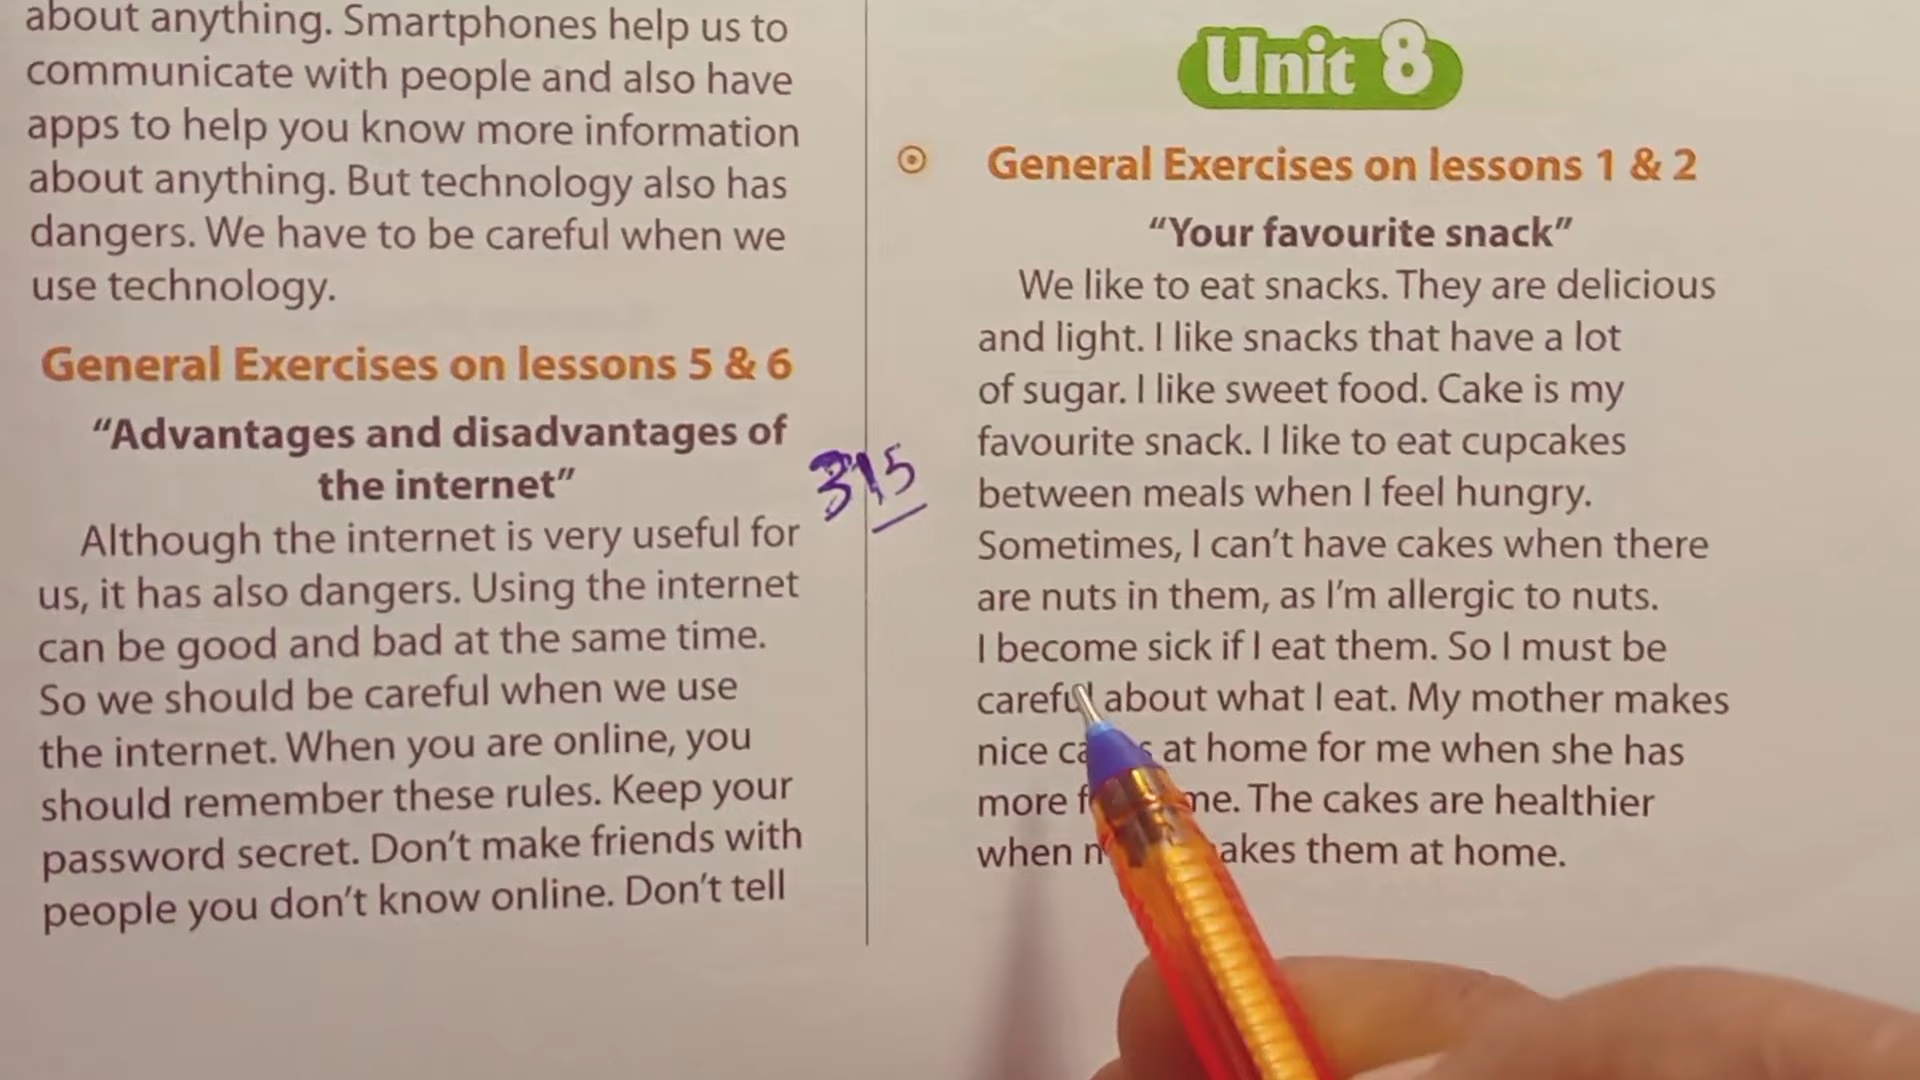 about anything. Smartphones help us to
communicate with people and also have
apps to help you know more information
about anything. But technology also has
dangers. We have to be careful when we
use technology.
General Exercises on lessons 5 & 6
“Advantages and disadvantages of
the internet”
Although the internet is very useful for
us, it has also dangers. Using the internet
can be good and bad at the same time.
So we should be careful when we use
the internet. When you are online, you
should remember these rules. Keep your
password secret. Don’t make friends with
people you don’t know online. Don’t tell
315
Unit 8
General Exercises on lessons 1 & 2
“Your favourite snack”
We like to eat snacks. They are delicious
and light. I like snacks that have a lot
of sugar. I like sweet food. Cake is my
favourite snack. I like to eat cupcakes
between meals when I feel hungry.
Sometimes, I can’t have cakes when there
are nuts in them, as I’m allergic to nuts.
I become sick if I eat them. So I must be
careful about what I eat. My mother makes
nice at home for me when she has
more The cakes are healthier
when them at home.